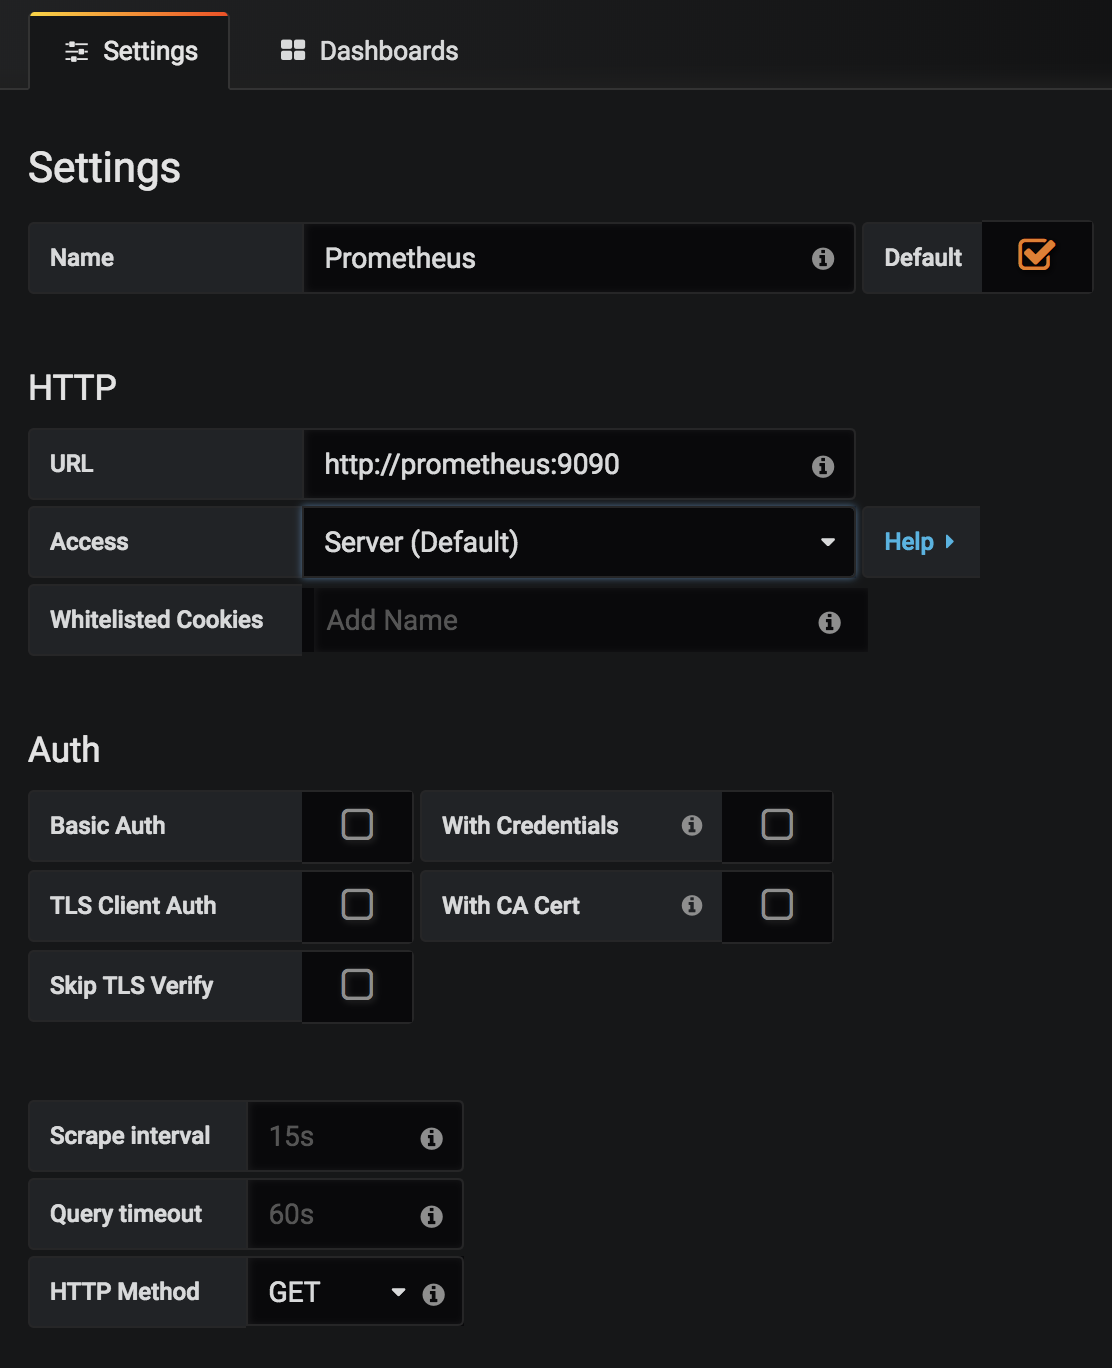 Settings Dashboards
Settings
Name Prometheus Default
HTTP
URL http://prometheus:9090
Access Server (Default) Help
Whitelisted Cookies Add Name
Auth
Basic Auth With Credentials
TLS Client Auth With CA Cert
Skip TLS Verify
Scrape interval 15s
Query timeout 60s
HTTP Method GET